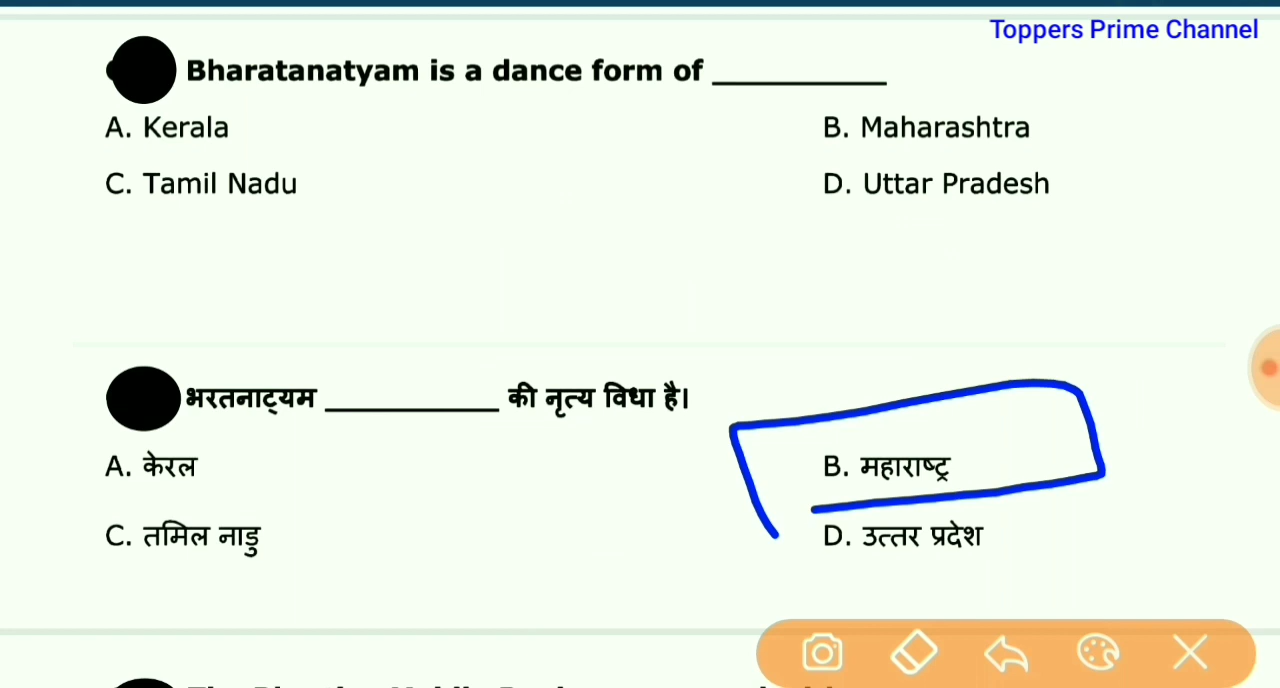 Toppers Prime Channel
Bharatanatyam is a dance form of __________
A. Kerala
B. Maharashtra
C. Tamil Nadu
D. Uttar Pradesh
भरतनाट्यम __________ की नृत्य विधा है।
A. केरल
B. महाराष्ट्र
C. तमिल नाडु
D. उत्तर प्रदेश